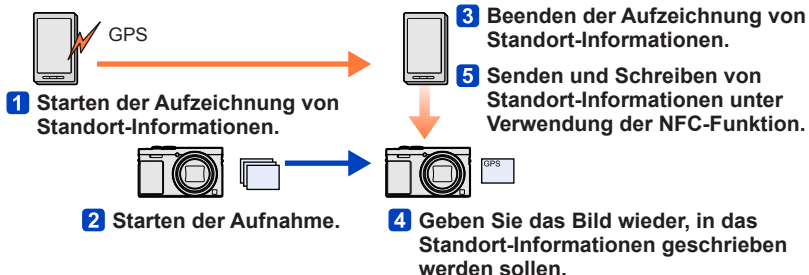 GPS
1 Starten der Aufzeichnung von
Standort-Informationen.
2 Starten der Aufnahme.
3 Beenden der Aufzeichnung von
Standort-Informationen.
GPS
4 Geben Sie das Bild wieder, in das
Standort-Informationen geschrieben
werden sollen.
5 Senden und Schreiben von
Standort-Informationen unter
Verwendung der NFC-Funktion.